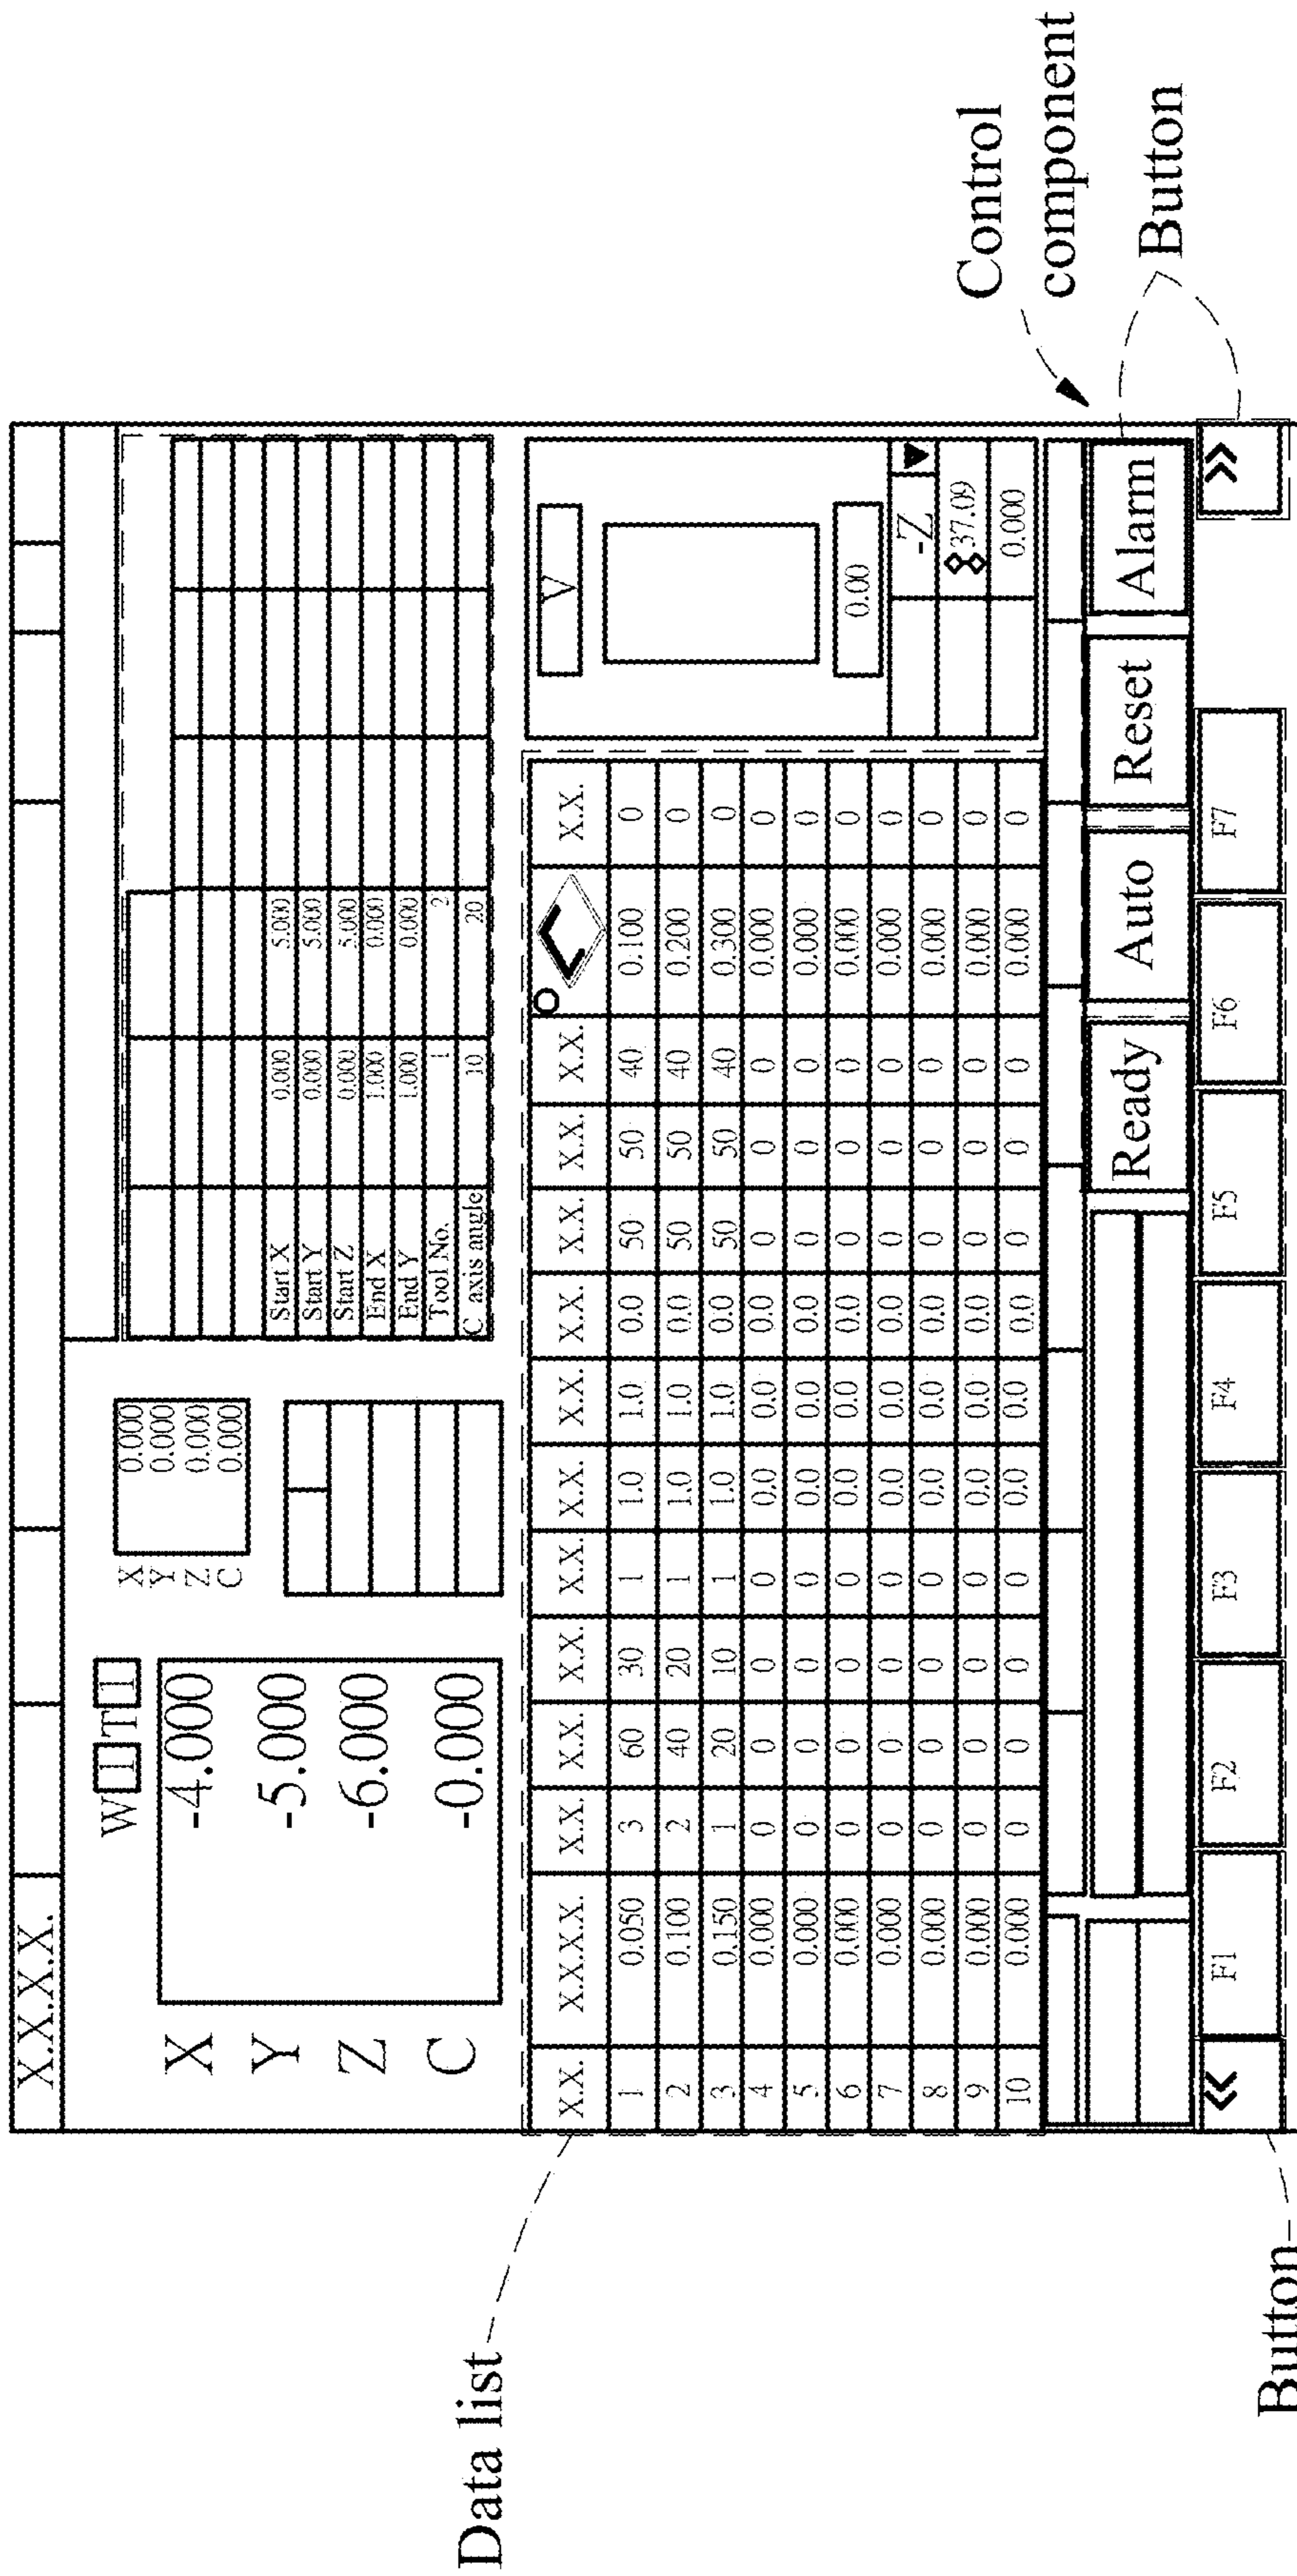 X.X.X.X.
W 1 T 1
X -4.000
Y -5.000
Z -6.000
C -0.000
X 0.000
Y 0.000
Z 0.000
C 0.000
Start X 0.000 5.000
Start Y 0.000 5.000
Start Z 0.000 5.000
End X 1.000 0.000
End Y 1.000 0.000
Tool No. 1 2
C axis angle 10 20
Data list
X.X. X.X.X.X. X.X. X.X. X.X. X.X. X.X. X.X. X.X. X.X. X.X. X.X X.X.
1 0.050 3 60 30 1 1.0 1.0 0.0 50 50 40 0.100 0
2 0.100 2 40 20 1 1.0 1.0 0.0 50 50 40 0.200 0
3 0.150 1 20 10 1 1.0 1.0 0.0 50 50 40 0.300 0
4 0.000 0 0 0 0 0.0 0.0 0.0 0 0 0 0.000 0
5 0.000 0 0 0 0 0.0 0.0 0.0 0 0 0 0.000 0
6 0.000 0 0 0 0 0.0 0.0 0.0 0 0 0 0.000 0
7 0.000 0 0 0 0 0.0 0.0 0.0 0 0 0 0.000 0
8 0.000 0 0 0 0 0.0 0.0 0.0 0 0 0 0.000 0
9 0.000 0 0 0 0 0.0 0.0 0.0 0 0 0 0.000 0
10 0.000 0 0 0 0 0.0 0.0 0.0 0 0 0 0.000 0
V
0.00
-Z ▼
37.09
0.000
Control
component
Ready Auto Reset Alarm
Button
« F1 F2 F3 F4 F5 F6 F7 »
Button